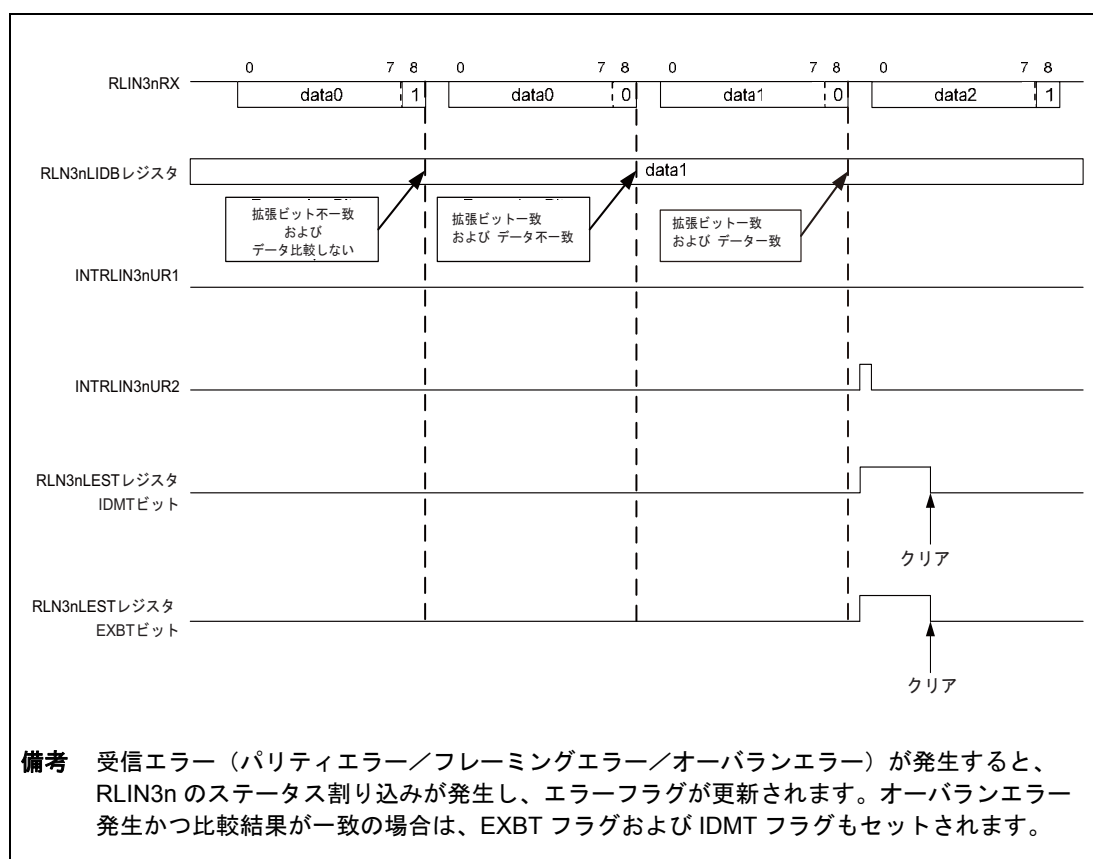 0 7 8 0 7 8 0 7 8 0 7 8
RLIN3nRX
data0 1 data0 0 data1 0 data2 1
RLN3nLIDBレジスタ
data1
拡張ビット不一致
および
データ比較しない
拡張ビット一致
および データ不一致
拡張ビット一致
および データ一致
INTRLIN3nUR1
INTRLIN3nUR2
RLN3nLESTレジスタ
IDMTビット
クリア
RLN3nLESTレジスタ
EXBTビット
クリア
備考 受信エラー（パリティエラー／フレーミングエラー／オーバランエラー）が発生すると、
RLIN3n のステータス割り込みが発生し、エラーフラグが更新されます。オーバランエラー
発生かつ比較結果が一致の場合は、EXBT フラグおよび IDMT フラグもセットされます。